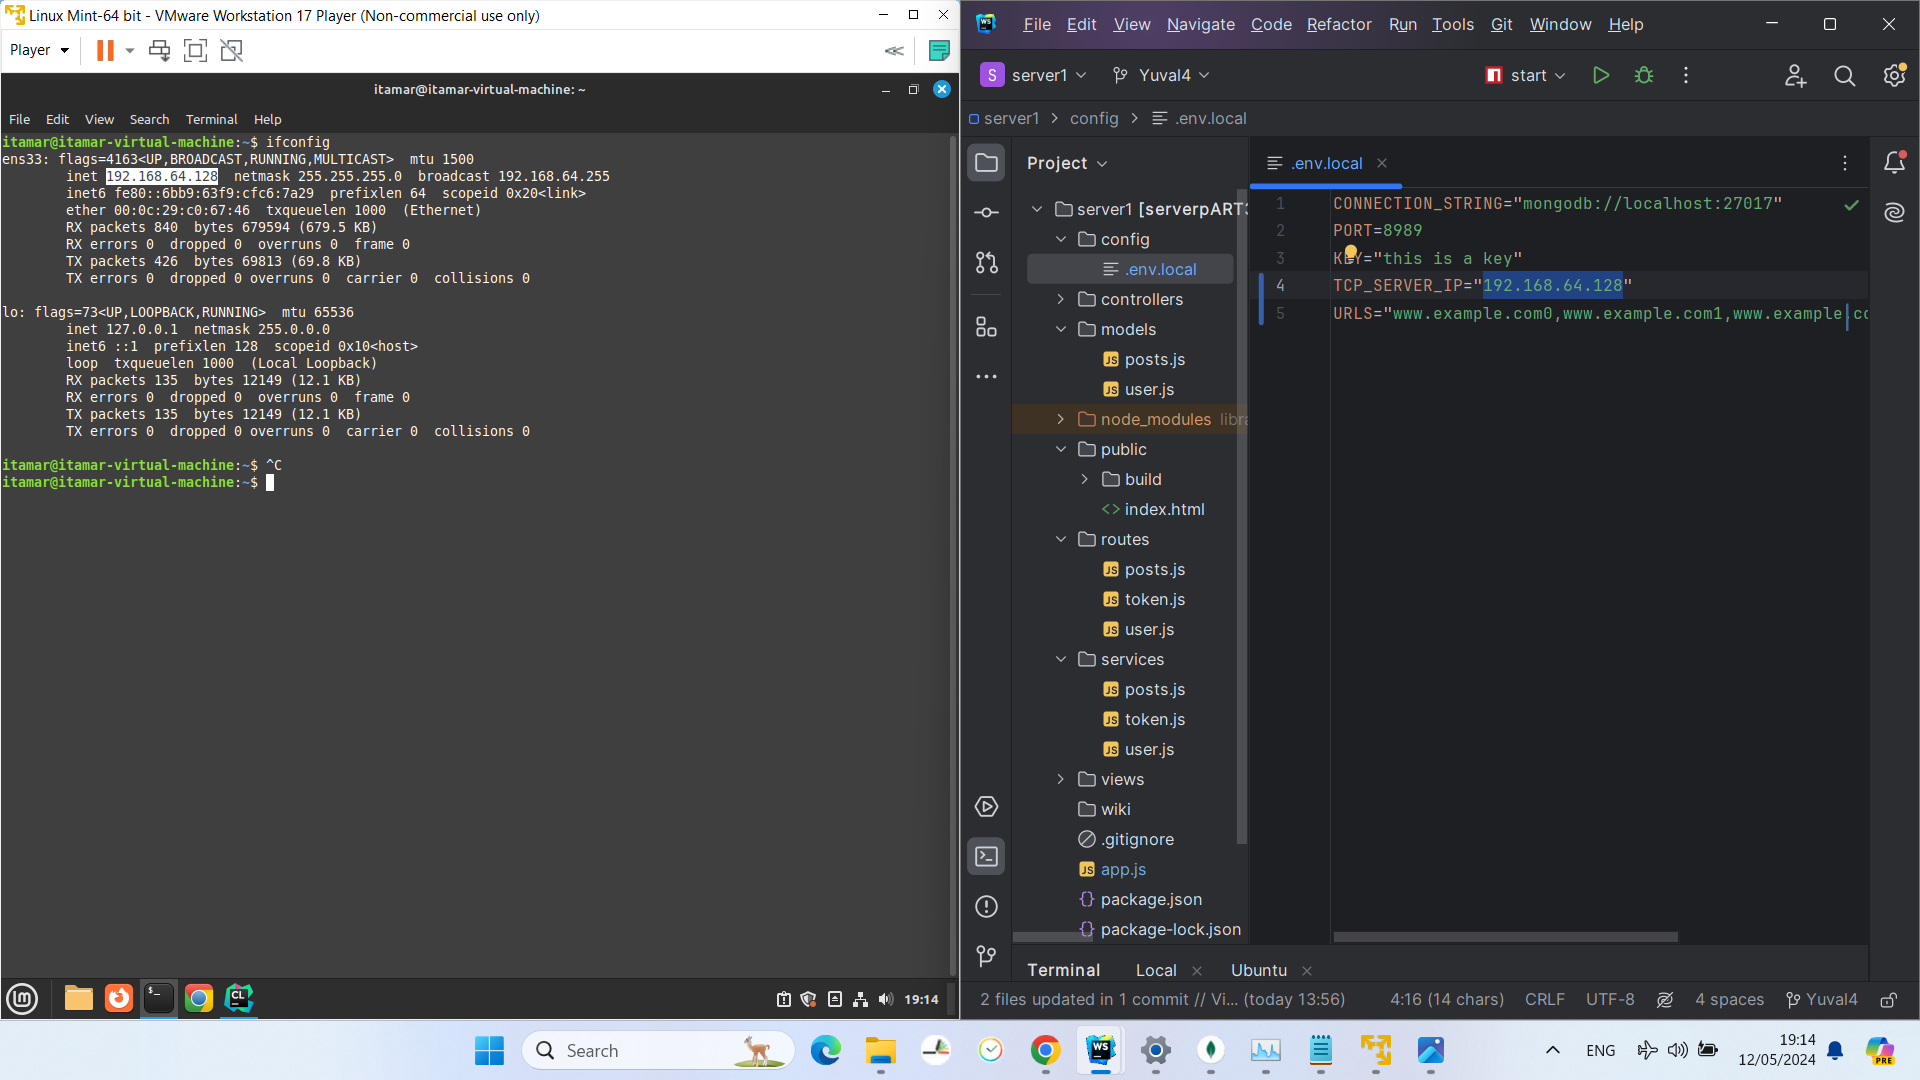 Linux Mint-64 bit - VMware Workstation 17 Player (Non-commercial use only)
Player
itamar@itamar-virtual-machine: ~
File Edit View Search Terminal Help
itamar@itamar-virtual-machine:~$ ifconfig
ens33: flags=4163<UP,BROADCAST,RUNNING,MULTICAST>  mtu 1500
inet 192.168.64.128  netmask 255.255.255.0  broadcast 192.168.64.255
inet6 fe80::6bb9:63f9:cfc6:7a29  prefixlen 64  scopeid 0x20<link>
ether 00:0c:29:c0:67:46  txqueuelen 1000  (Ethernet)
RX packets 840  bytes 679594 (679.5 KB)
RX errors 0  dropped 0  overruns 0  frame 0
TX packets 426  bytes 69813 (69.8 KB)
TX errors 0  dropped 0 overruns 0  carrier 0  collisions 0
lo: flags=73<UP,LOOPBACK,RUNNING>  mtu 65536
inet 127.0.0.1  netmask 255.0.0.0
inet6 ::1  prefixlen 128  scopeid 0x10<host>
loop  txqueuelen 1000  (Local Loopback)
RX packets 135  bytes 12149 (12.1 KB)
RX errors 0  dropped 0  overruns 0  frame 0
TX packets 135  bytes 12149 (12.1 KB)
TX errors 0  dropped 0 overruns 0  carrier 0  collisions 0
itamar@itamar-virtual-machine:~$ ^C
itamar@itamar-virtual-machine:~$
19:14
WS File Edit View Navigate Code Refactor Run Tools Git Window Help
S server1 Yuval4 start
server1 config .env.local
Project
server1 [serverpART3
config
.env.local
controllers
models
posts.js
user.js
node_modules libra
public
build
index.html
routes
posts.js
token.js
user.js
services
posts.js
token.js
user.js
views
wiki
.gitignore
app.js
package.json
package-lock.json
.env.local
1 CONNECTION_STRING="mongodb://localhost:27017"
2 PORT=8989
3 KEY="this is a key"
4 TCP_SERVER_IP="192.168.64.128"
5 URLS="www.example.com0,www.example.com1,www.example.co
Terminal Local Ubuntu
2 files updated in 1 commit // Vi... (today 13:56) 4:16 (14 chars) CRLF UTF-8 4 spaces Yuval4
Search
ENG
19:14
12/05/2024
PRE